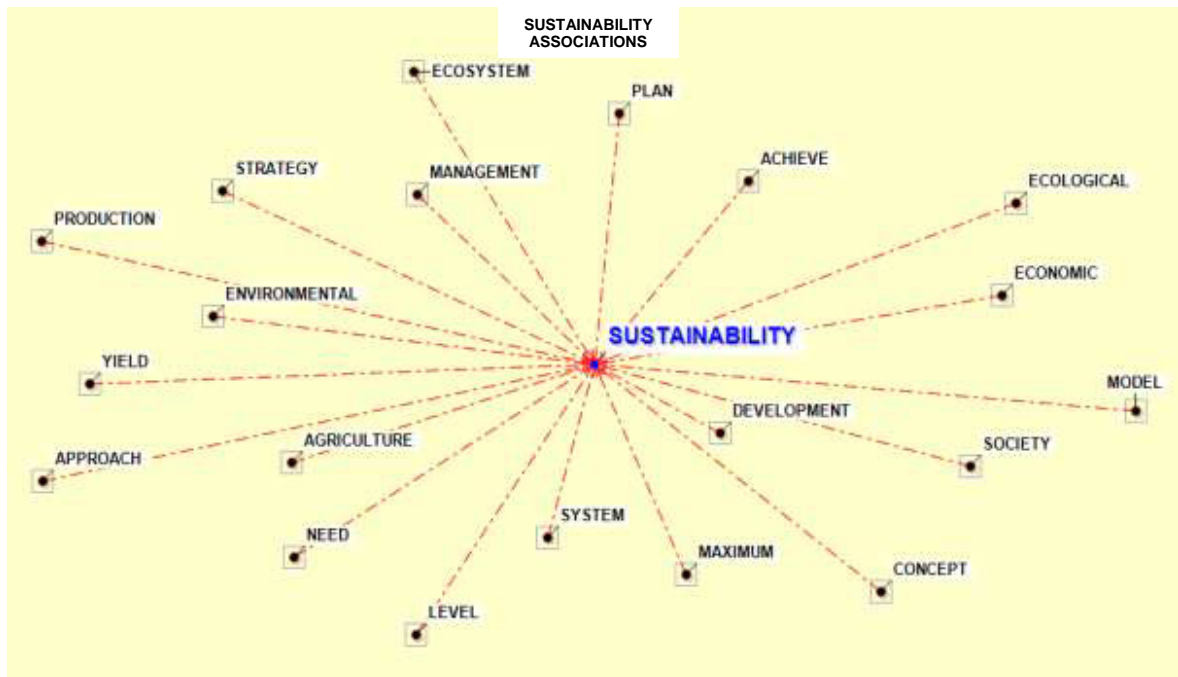 SUSTAINABILITY
ASSOCIATIONS
ECOSYSTEM
PLAN
ACHIEVE
STRATEGY
MANAGEMENT
ECOLOGICAL
PRODUCTION
ECONOMIC
ENVIRONMENTAL
SUSTAINABILITY
YIELD
MODEL
DEVELOPMENT
AGRICULTURE
SOCIETY
APPROACH
SYSTEM
NEED
MAXIMUM
CONCEPT
LEVEL